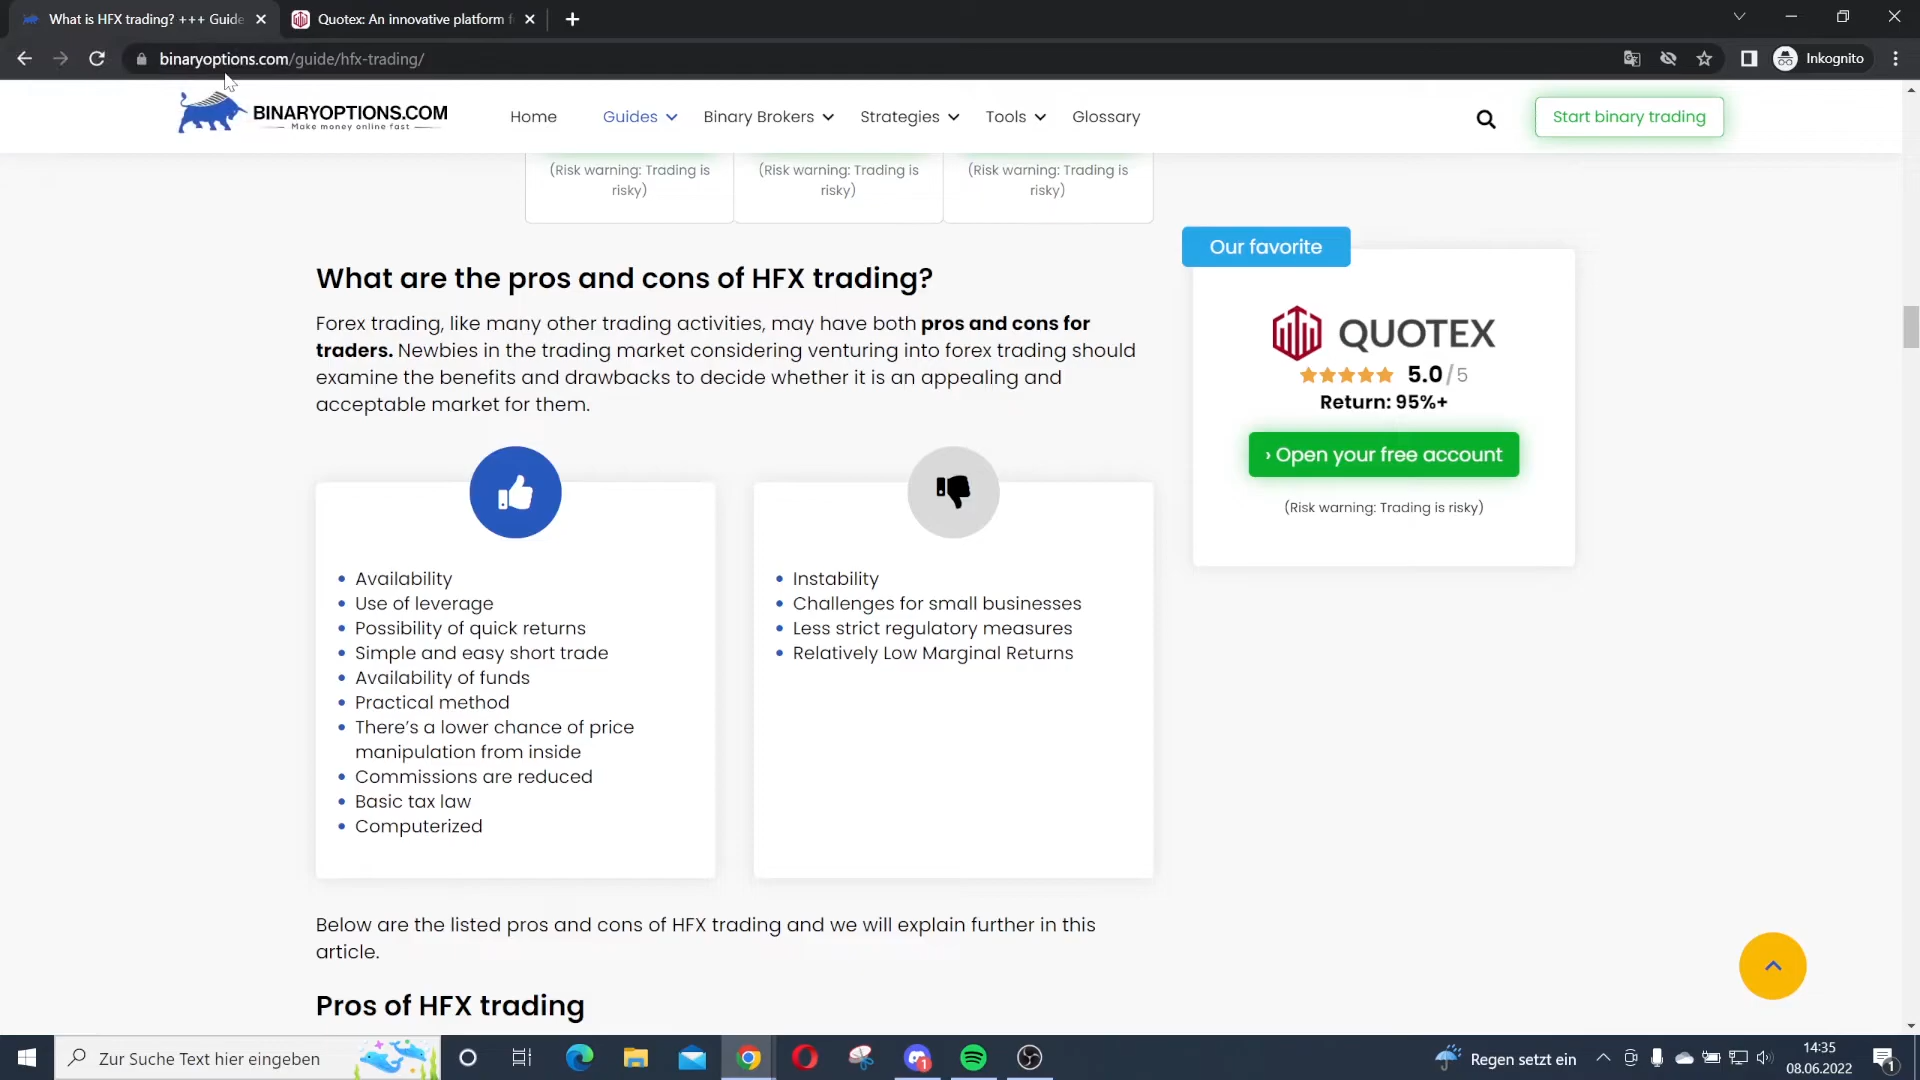 What is HFX trading? +++ Guide
Quotex: An innovative platform f
binaryoptions.com/guide/hfx-trading/
Inkognito
BINARYOPTIONS.COM
Make money online fast
Home
Guides
Binary Brokers
Strategies
Tools
Glossary
Start binary trading
(Risk warning: Trading is
risky)
(Risk warning: Trading is
risky)
(Risk warning: Trading is
risky)
What are the pros and cons of HFX trading?
Forex trading, like many other trading activities, may have both pros and cons for
traders. Newbies in the trading market considering venturing into forex trading should
examine the benefits and drawbacks to decide whether it is an appealing and
acceptable market for them.
Availability
Use of leverage
Possibility of quick returns
Simple and easy short trade
Availability of funds
Practical method
There's a lower chance of price
manipulation from inside
Commissions are reduced
Basic tax law
Computerized
Instability
Challenges for small businesses
Less strict regulatory measures
Relatively Low Marginal Returns
Below are the listed pros and cons of HFX trading and we will explain further in this
article.
Pros of HFX trading
Our favorite
QUOTEX
5.0/5
Return: 95%+
› Open your free account
(Risk warning: Trading is risky)
Zur Suche Text hier eingeben
1
Regen setzt ein
14:35
08.06.2022
1